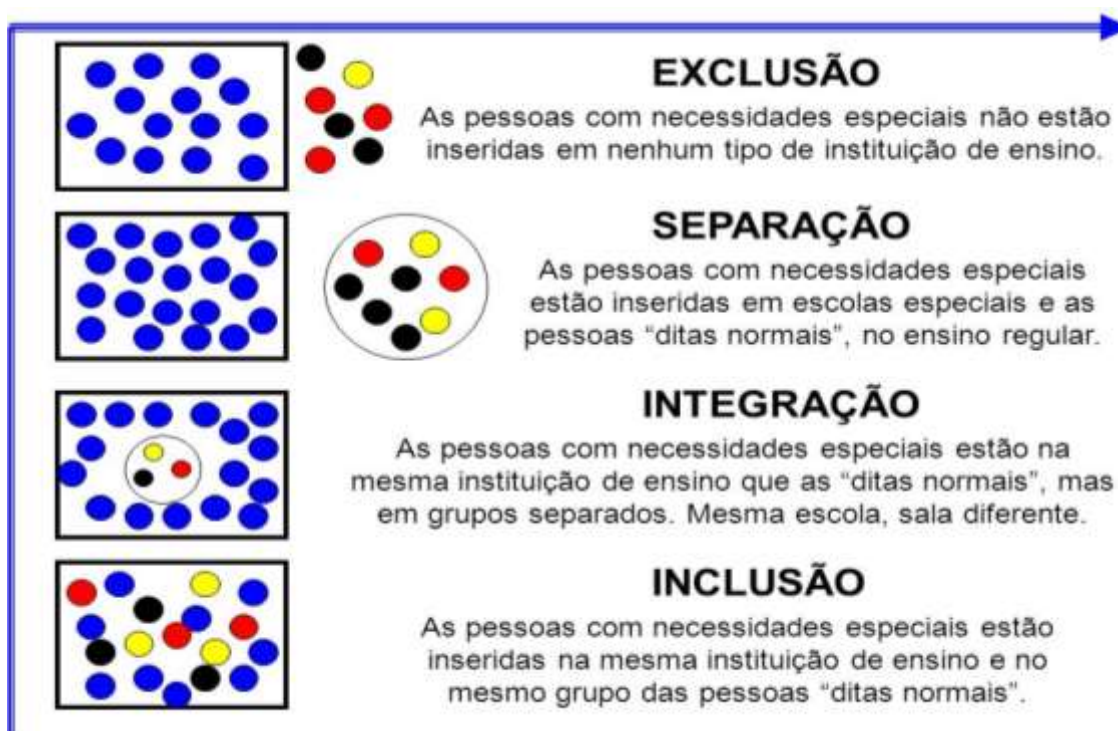 EXCLUSÃO
As pessoas com necessidades especiais não estão
inseridas em nenhum tipo de instituição de ensino.
SEPARAÇÃO
As pessoas com necessidades especiais
estão inseridas em escolas especiais e as
pessoas “ditas normais”, no ensino regular.
INTEGRAÇÃO
As pessoas com necessidades especiais estão na
mesma instituição de ensino que as “ditas normais”, mas
em grupos separados. Mesma escola, sala diferente.
INCLUSÃO
As pessoas com necessidades especiais estão
inseridas na mesma instituição de ensino e no
mesmo grupo das pessoas “ditas normais”.